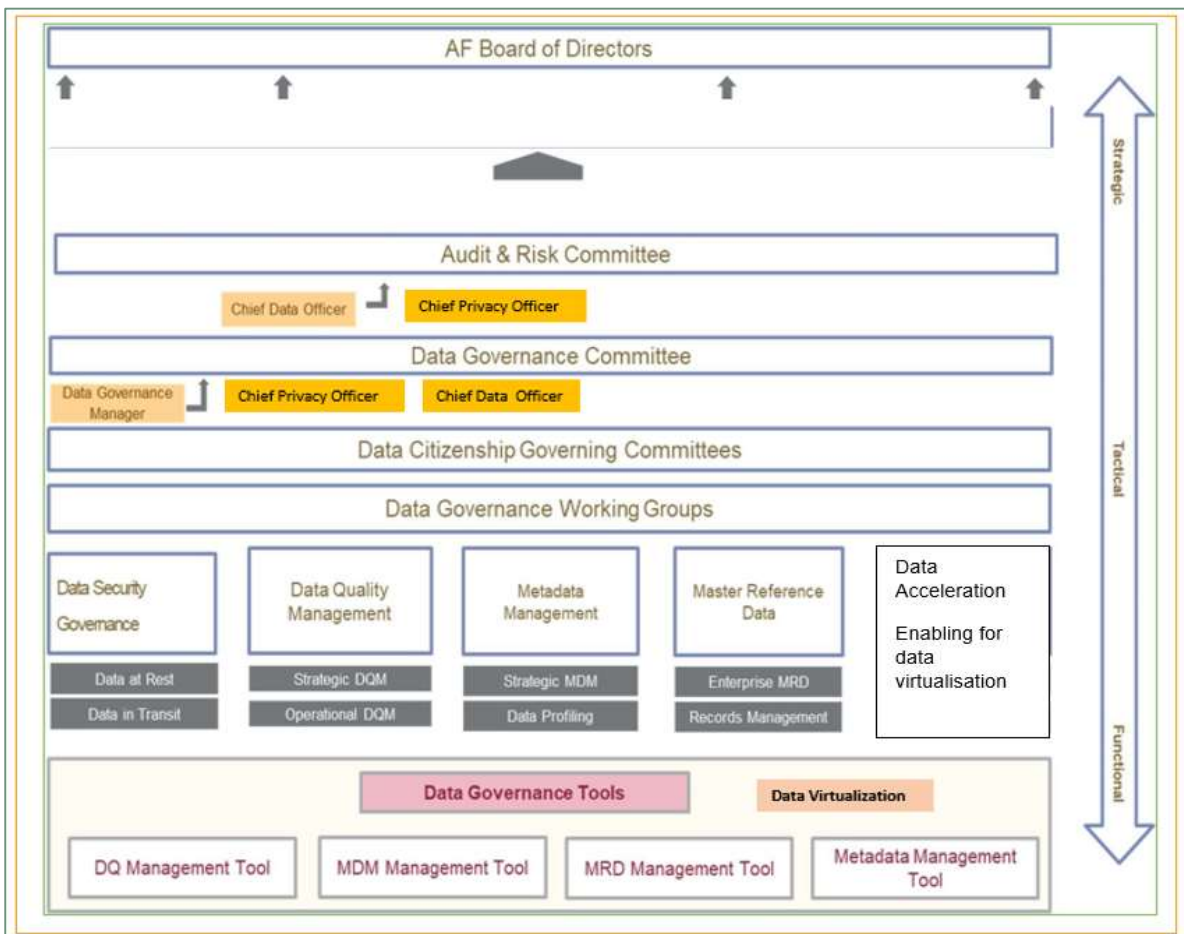 AF Board of Directors
Strategic
Audit & Risk Committee
Chief Data Officer
Chief Privacy Officer
Data Governance Committee
Data Governance
Manager
Chief Privacy Officer
Chief Data Officer
Data Citizenship Governing Committees
Tactical
Data Governance Working Groups
Data Security
Governance
Data Quality
Management
Metadata
Management
Master Reference
Data
Data
Acceleration
Enabling for
data
virtualisation
Data at Rest
Strategic DQM
Strategic MDM
Enterprise MRD
Data in Transit
Operational DQM
Data Profiling
Records Management
Functional
Data Governance Tools
Data Virtualization
DQ Management Tool
MDM Management Tool
MRD Management Tool
Metadata Management
Tool